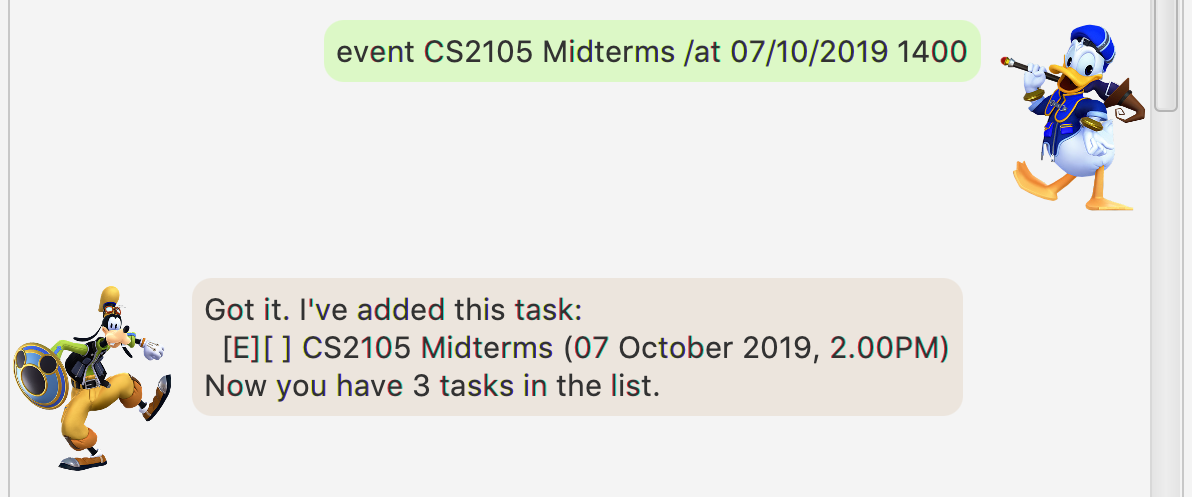 event CS2105 Midterms /at 07/10/2019 1400
Got it. I've added this task:
[E][ ] CS2105 Midterms (07 October 2019, 2.00PM)
Now you have 3 tasks in the list.